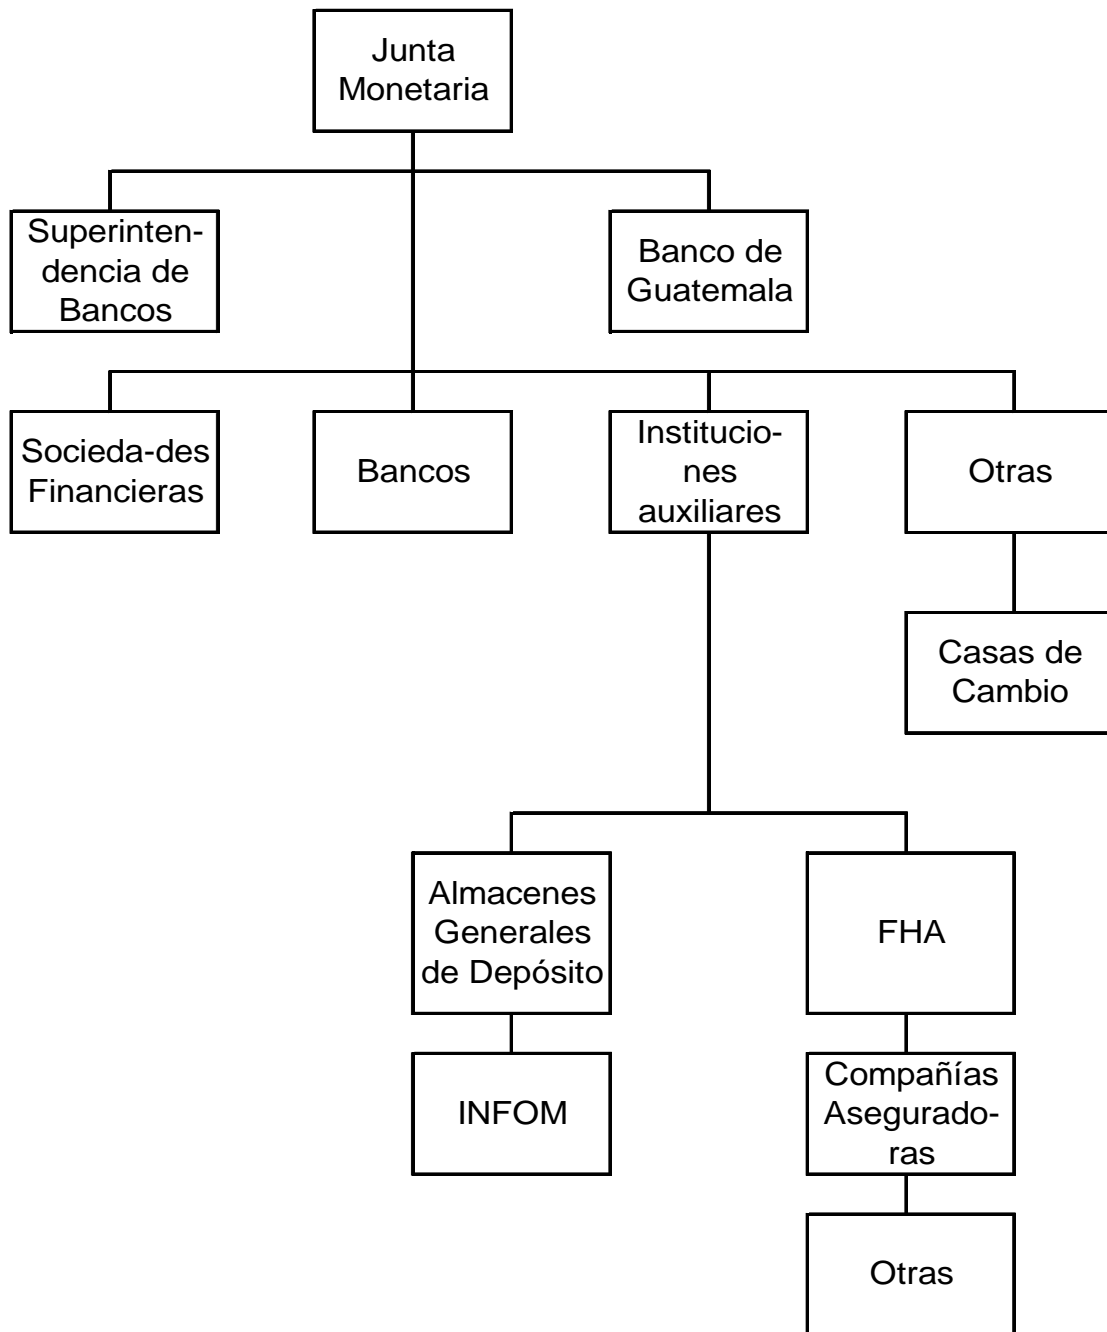 Junta
Monetaria
Superinten-
dencia de
Bancos
Banco de
Guatemala
Socieda-des
Financieras
Bancos
Institucio-
nes
auxiliares
Otras
Casas de
Cambio
Almacenes
Generales
de Depósito
FHA
INFOM
Compañías
Asegurado-
ras
Otras